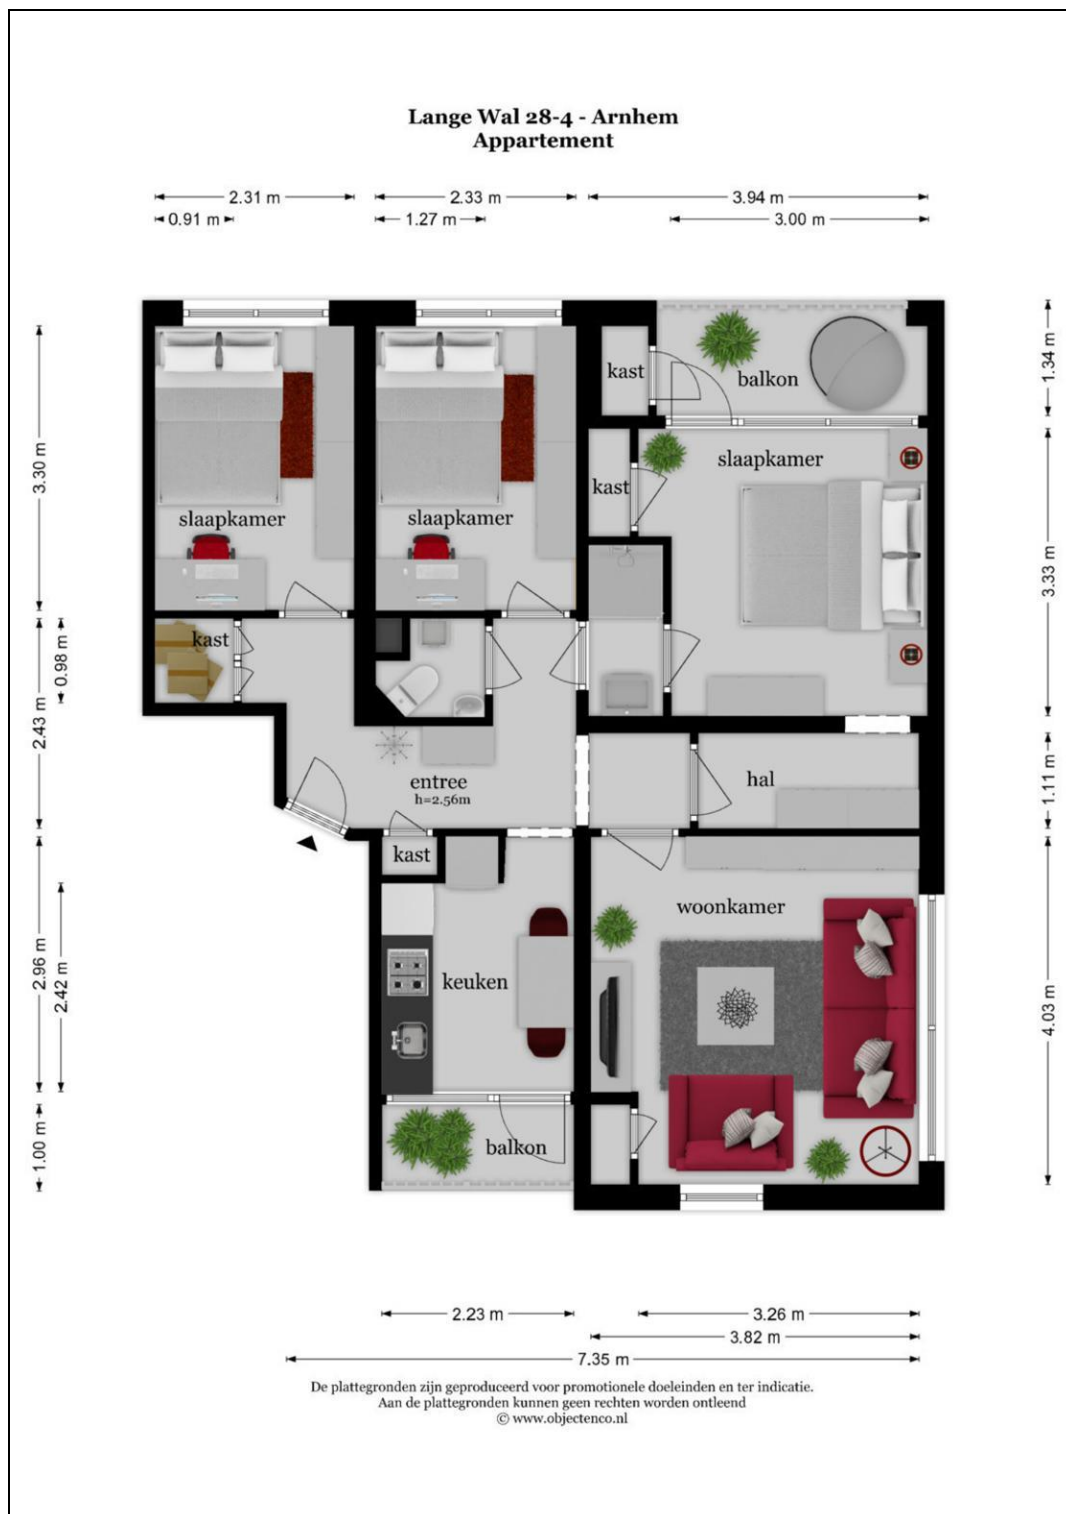 Lange Wal 28-4 - Arnhem
Appartement
2.31 m
2.33 m
3.94 m
0.91 m
1.27 m
3.00 m
1.34 m
kast
balkon
3.30 m
slaapkamer
kast
slaapkamer
slaapkamer
3.33 m
kast
0.98 m
2.43 m
entree
h=2.56m
hal
1.11 m
kast
woonkamer
2.96 m
2.42 m
keuken
4.03 m
1.00 m
balkon
2.23 m
3.26 m
3.82 m
7.35 m
De plattegronden zijn geproduceerd voor promotionele doeleinden en ter indicatie.
Aan de plattegronden kunnen geen rechten worden ontleend
© www.objectenco.nl